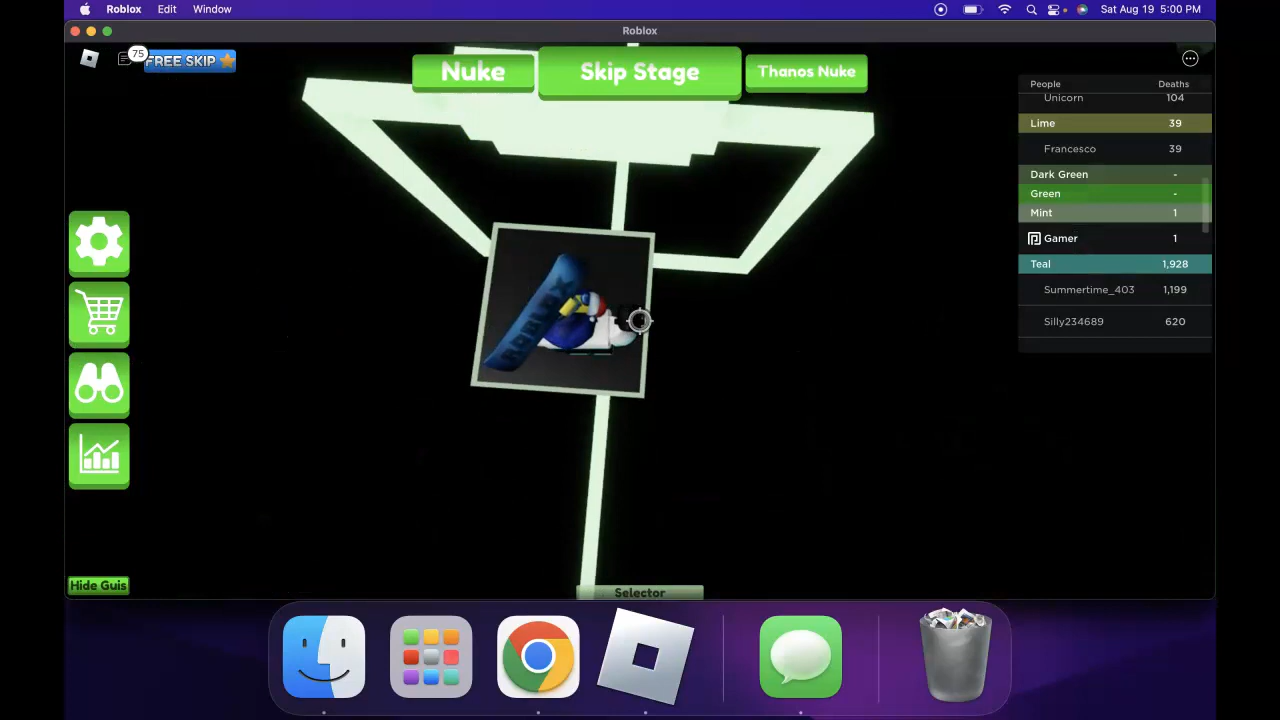 Roblox Edit Window Sat Aug 19 5:00 PM
Roblox
75
FREE SKIP
Nuke Skip Stage Thanos Nuke
People Deaths
Unicorn 104
Lime 39
Francesco 39
Dark Green -
Green -
Mint 1
Gamer 1
Teal 1,928
Summertime_403 1,199
Silly234689 620
ROBLOX
Hide Guis
Selector